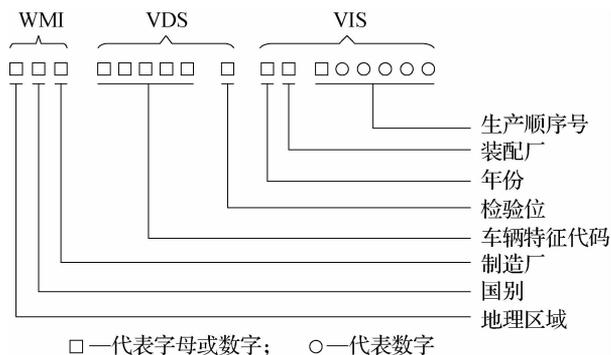 WMI VDS VIS
生产顺序号
装配厂
年份
检验位
车辆特征代码
制造厂
国别
地理区域
□—代表字母或数字； ○—代表数字